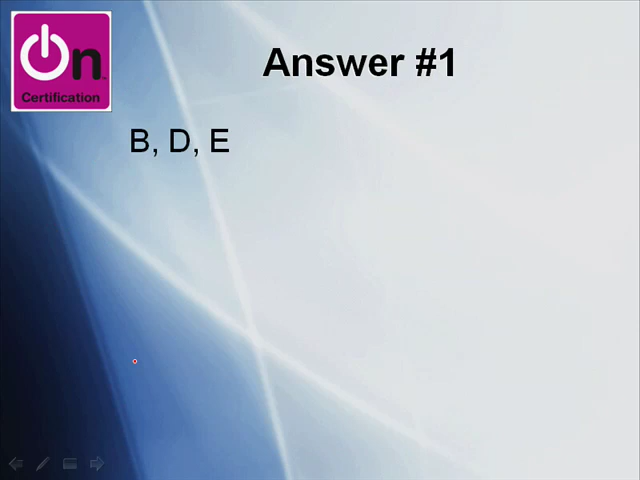 On
Certification
Answer #1
B, D, E